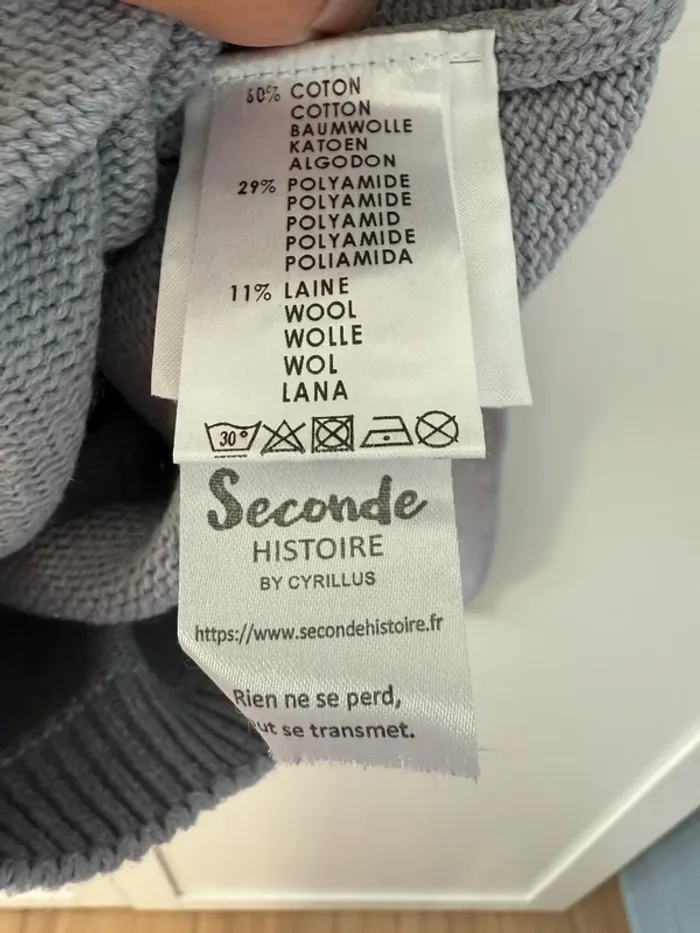 60% COTON
COTTON
BAUMWOLLE
KATOEN
ALGODON
29% POLYAMIDE
POLYAMIDE
POLYAMID
POLYAMIDE
POLIAMIDA
11% LAINE
WOOL
WOLLE
WOL
LANA
30°
Seconde
HISTOIRE
BY CYRILLUS
https://www.secondehistoire.fr
Rien ne se perd,
se transmet.